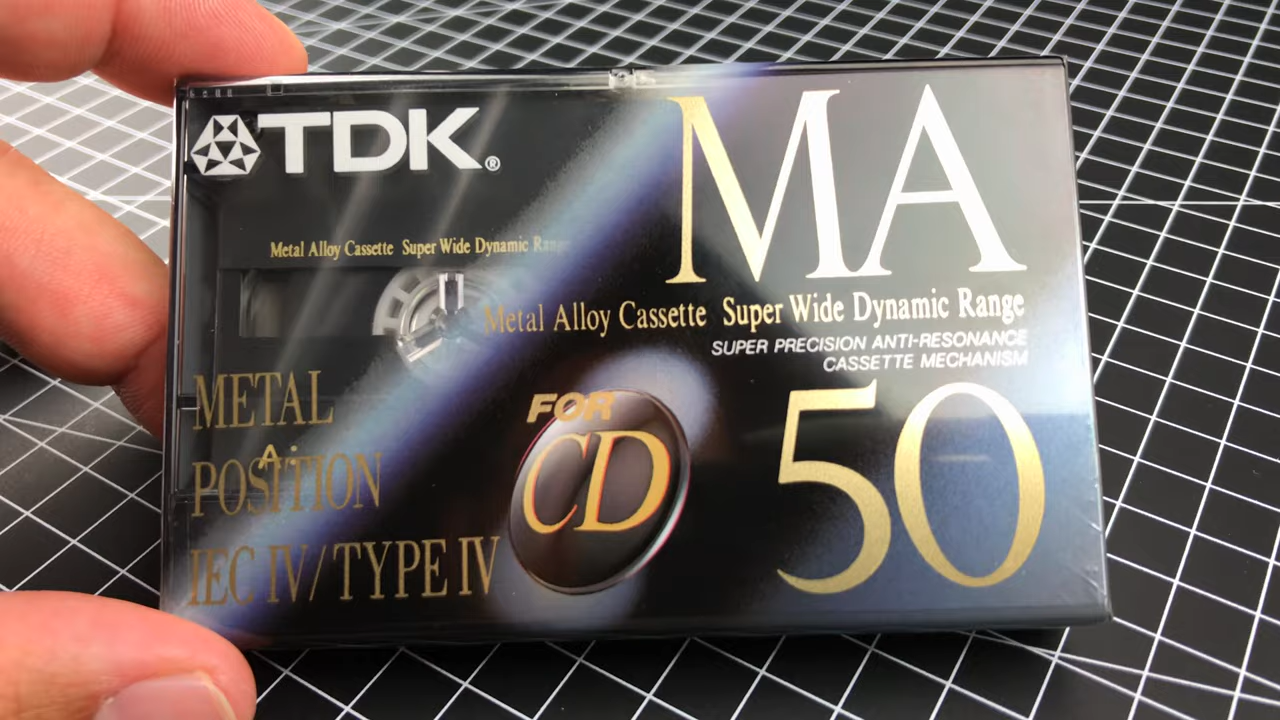 TDK®
MA
Metal Alloy Cassette Super Wide Dynamic Range
Metal Alloy Cassette Super Wide Dynamic Range
SUPER PRECISION ANTI-RESONANCE
CASSETTE MECHANISM
METAL
POSITION
IEC IV/TYPE IV
FOR
CD
50